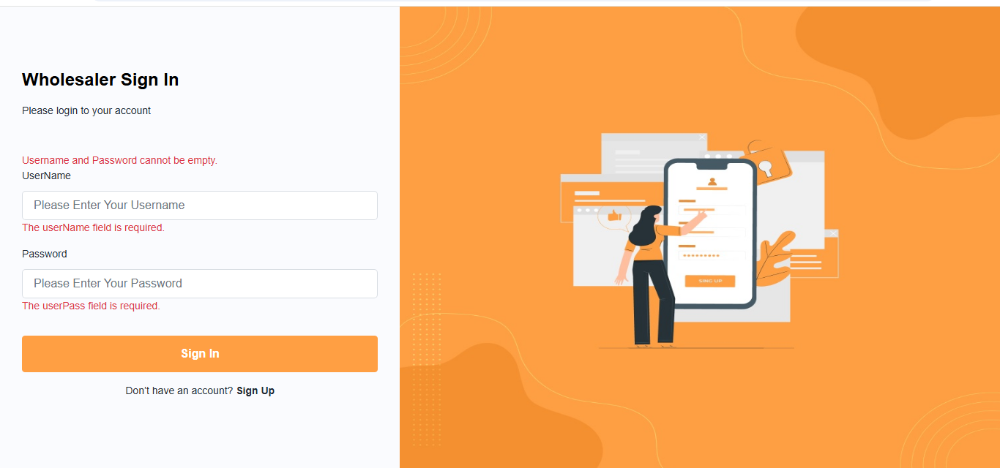 Wholesaler Sign In
Please login to your account
Username and Password cannot be empty.
UserName
Please Enter Your Username
The userName field is required.
Password
Please Enter Your Password
The userPass field is required.
Sign In
Don't have an account? Sign Up
SING UP